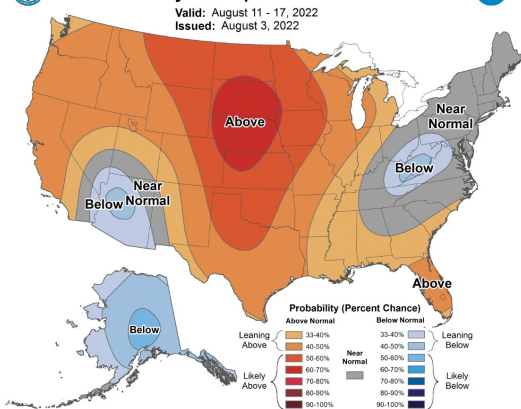 Valid: August 11 - 17, 2022
Issued: August 3, 2022
Above
Near
Normal
Below
Near
Below Normal
Above
Below
Probability (Percent Chance)
Above Normal
Below Normal
Leaning
Above
Likely
Above
33-40%
40-50%
50-60%
60-70%
70-80%
80-90%
90-100%
Near
Normal
33-40%
40-50%
50-60%
60-70%
70-80%
80-90%
90-100%
Leaning
Below
Likely
Below